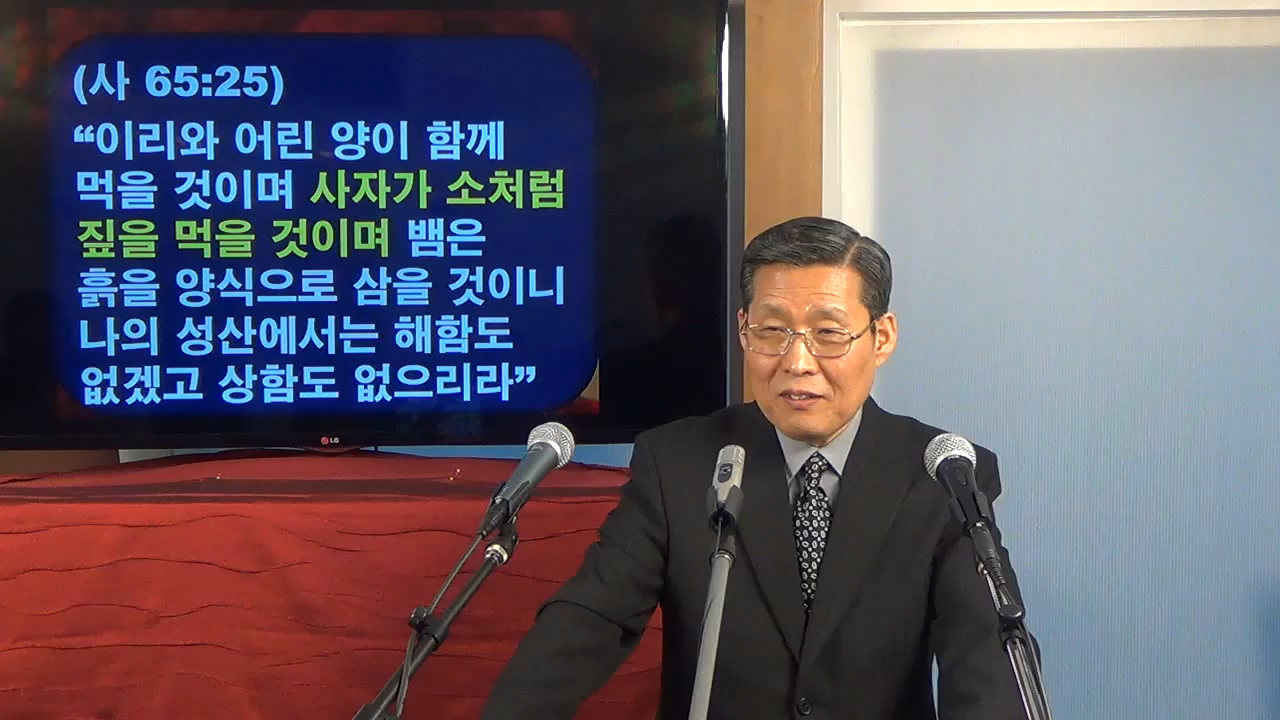 (사 65:25)
“이리와 어린 양이 함께
먹을 것이며 사자가 소처럼
짚을 먹을 것이며 뱀은
흙을 양식으로 삼을 것이니
나의 성산에서는 해함도
없겠고 상함도 없으리라”
LG